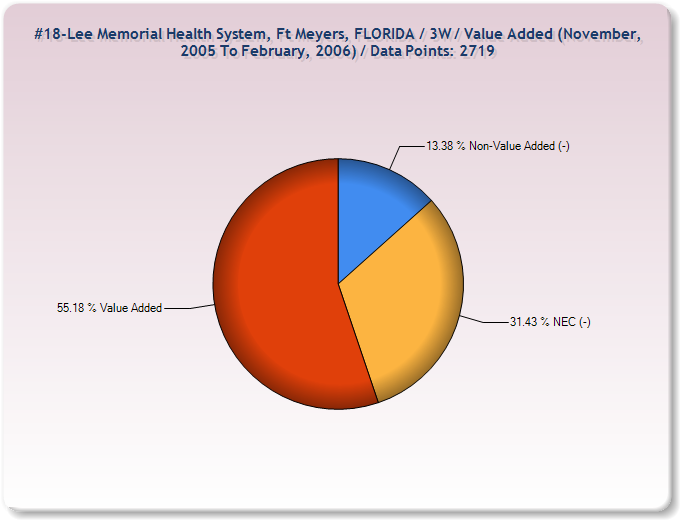 #18-Lee Memorial Health System, Ft Meyers, FLORIDA / 3W / Value Added (November,
2005 To February, 2006) / Data Points: 2719
13.38 % Non-Value Added (-)
55.18 % Value Added
31.43 % NEC (-)